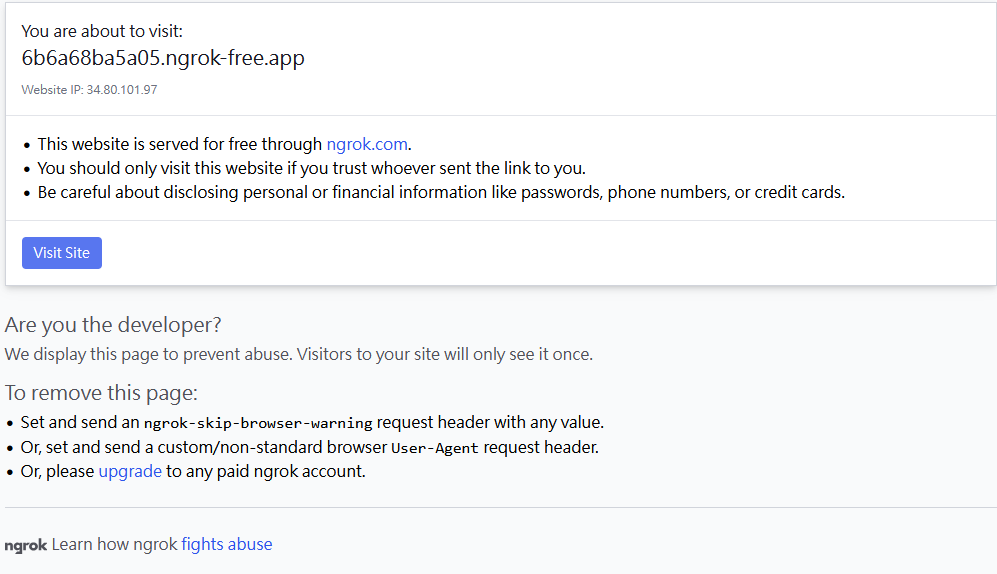 You are about to visit:
6b6a68ba5a05.ngrok-free.app
Website IP: 34.80.101.97
• This website is served for free through ngrok.com.
• You should only visit this website if you trust whoever sent the link to you.
• Be careful about disclosing personal or financial information like passwords, phone numbers, or credit cards.
Visit Site
Are you the developer?
We display this page to prevent abuse. Visitors to your site will only see it once.
To remove this page:
• Set and send an ngrok-skip-browser-warning request header with any value.
• Or, set and send a custom/non-standard browser User-Agent request header.
• Or, please upgrade to any paid ngrok account.
ngrok Learn how ngrok fights abuse